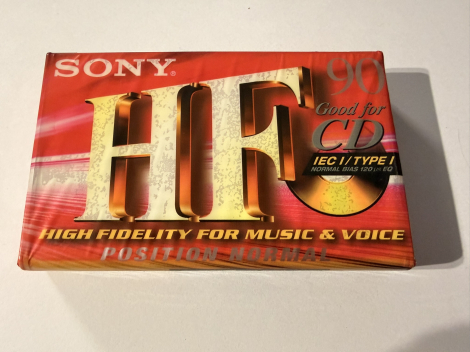 SONY®
90
HF
Good for
CD
IEC I / TYPE I
NORMAL BIAS 120 µs EQ
HIGH FIDELITY FOR MUSIC & VOICE
POSITION NORMAL